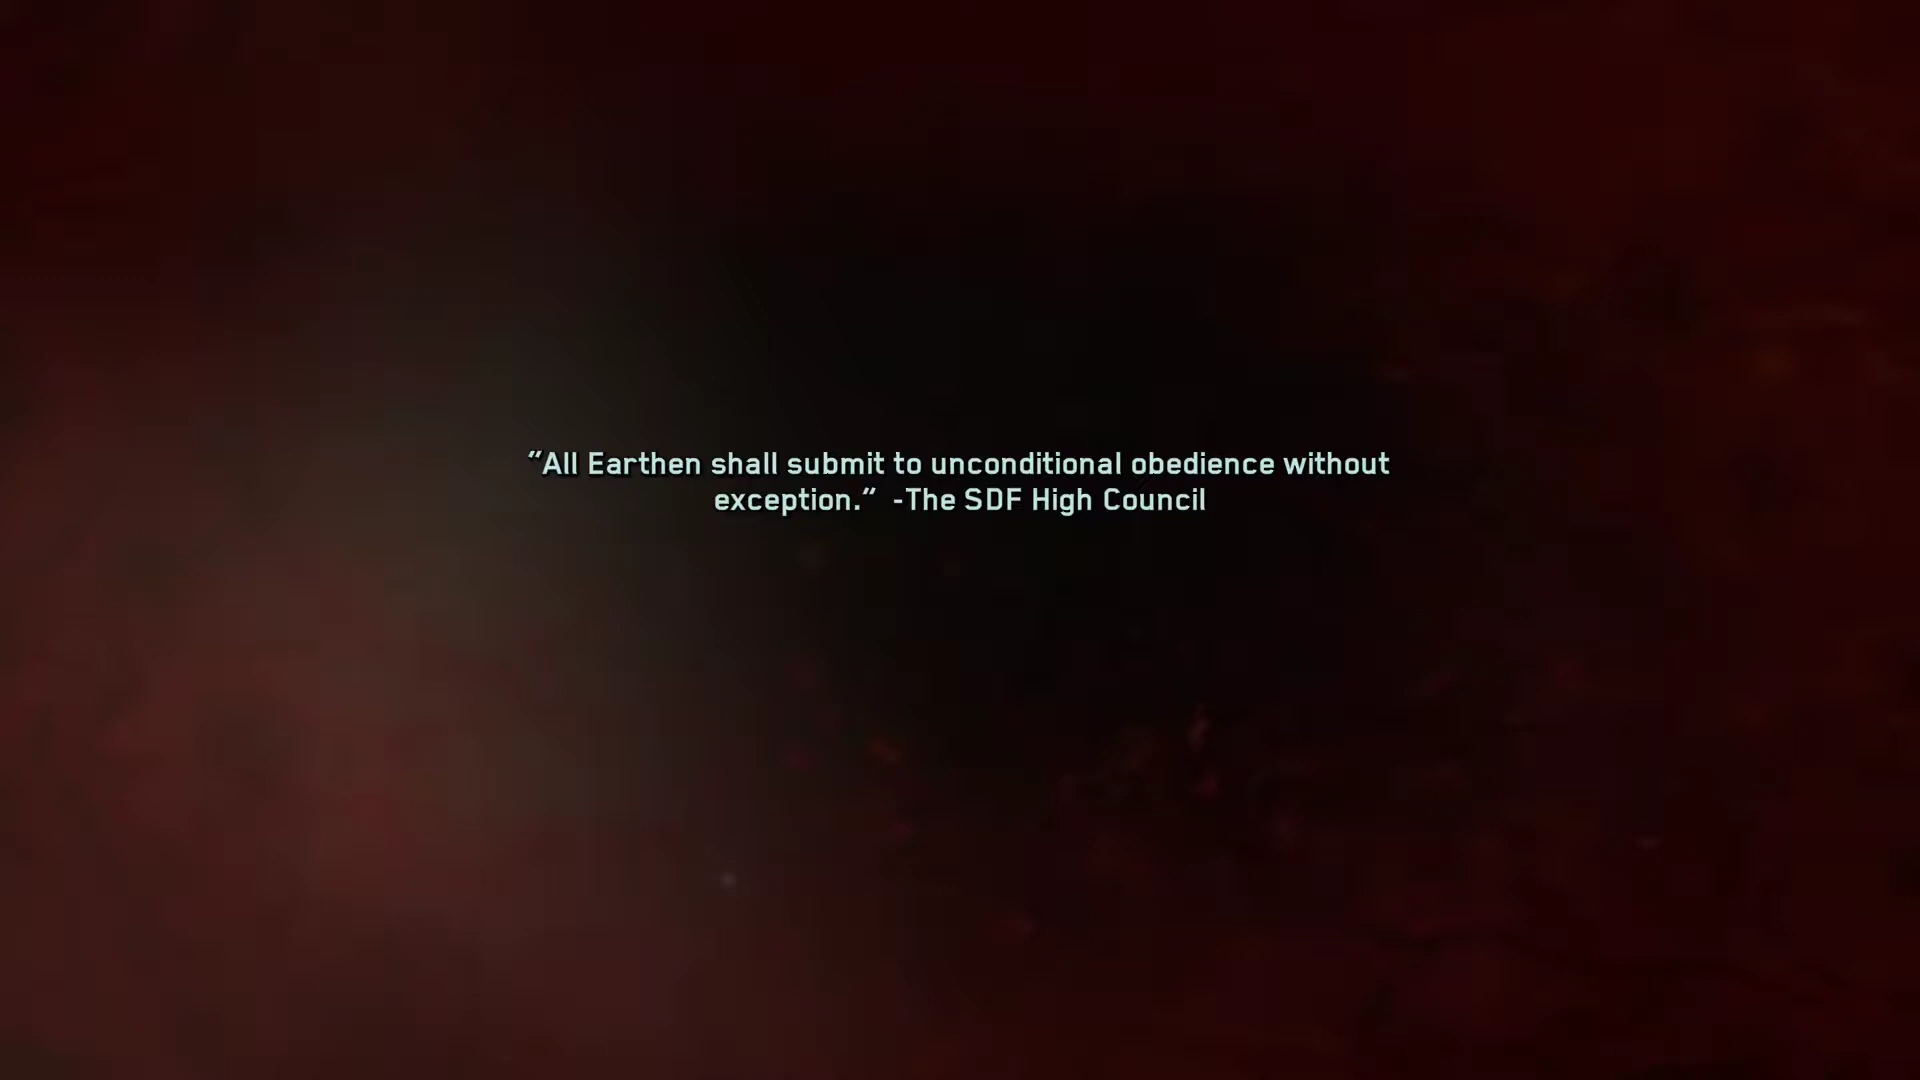 “All Earthen shall submit to unconditional obedience without
exception.” -The SDF High Council